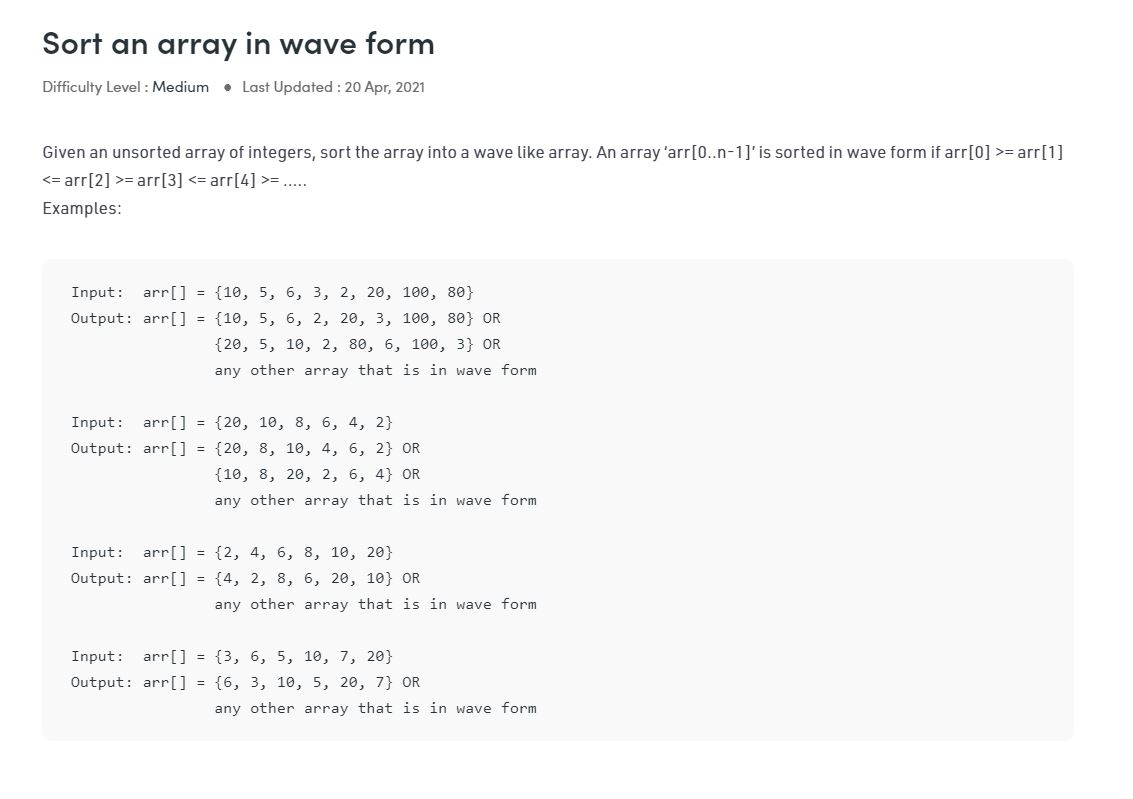 Sort an array in wave form
Difficulty Level : Medium ● Last Updated : 20 Apr, 2021
Given an unsorted array of integers, sort the array into a wave like array. An array ‘arr[0..n-1]’ is sorted in wave form if arr[0] >= arr[1]
<= arr[2] >= arr[3] <= arr[4] >= …..
Examples:
Input:  arr[] = {10, 5, 6, 3, 2, 20, 100, 80}
Output: arr[] = {10, 5, 6, 2, 20, 3, 100, 80} OR
{20, 5, 10, 2, 80, 6, 100, 3} OR
any other array that is in wave form
Input:  arr[] = {20, 10, 8, 6, 4, 2}
Output: arr[] = {20, 8, 10, 4, 6, 2} OR
{10, 8, 20, 2, 6, 4} OR
any other array that is in wave form
Input:  arr[] = {2, 4, 6, 8, 10, 20}
Output: arr[] = {4, 2, 8, 6, 20, 10} OR
any other array that is in wave form
Input:  arr[] = {3, 6, 5, 10, 7, 20}
Output: arr[] = {6, 3, 10, 5, 20, 7} OR
any other array that is in wave form